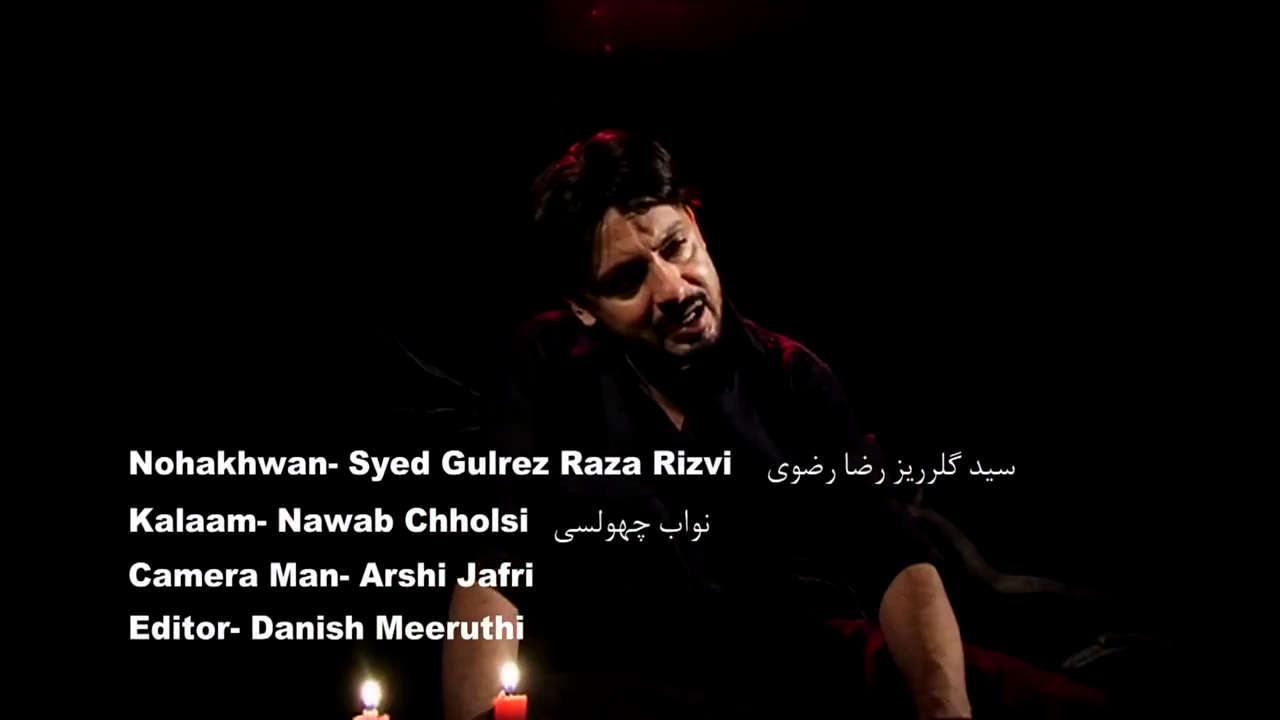 Nohakhwan- Syed Gulrez Raza Rizvi سید گلرریز رضا رضوی
Kalaam- Nawab Chholsi نواب چھولسی
Camera Man- Arshi Jafri
Editor- Danish Meeruthi